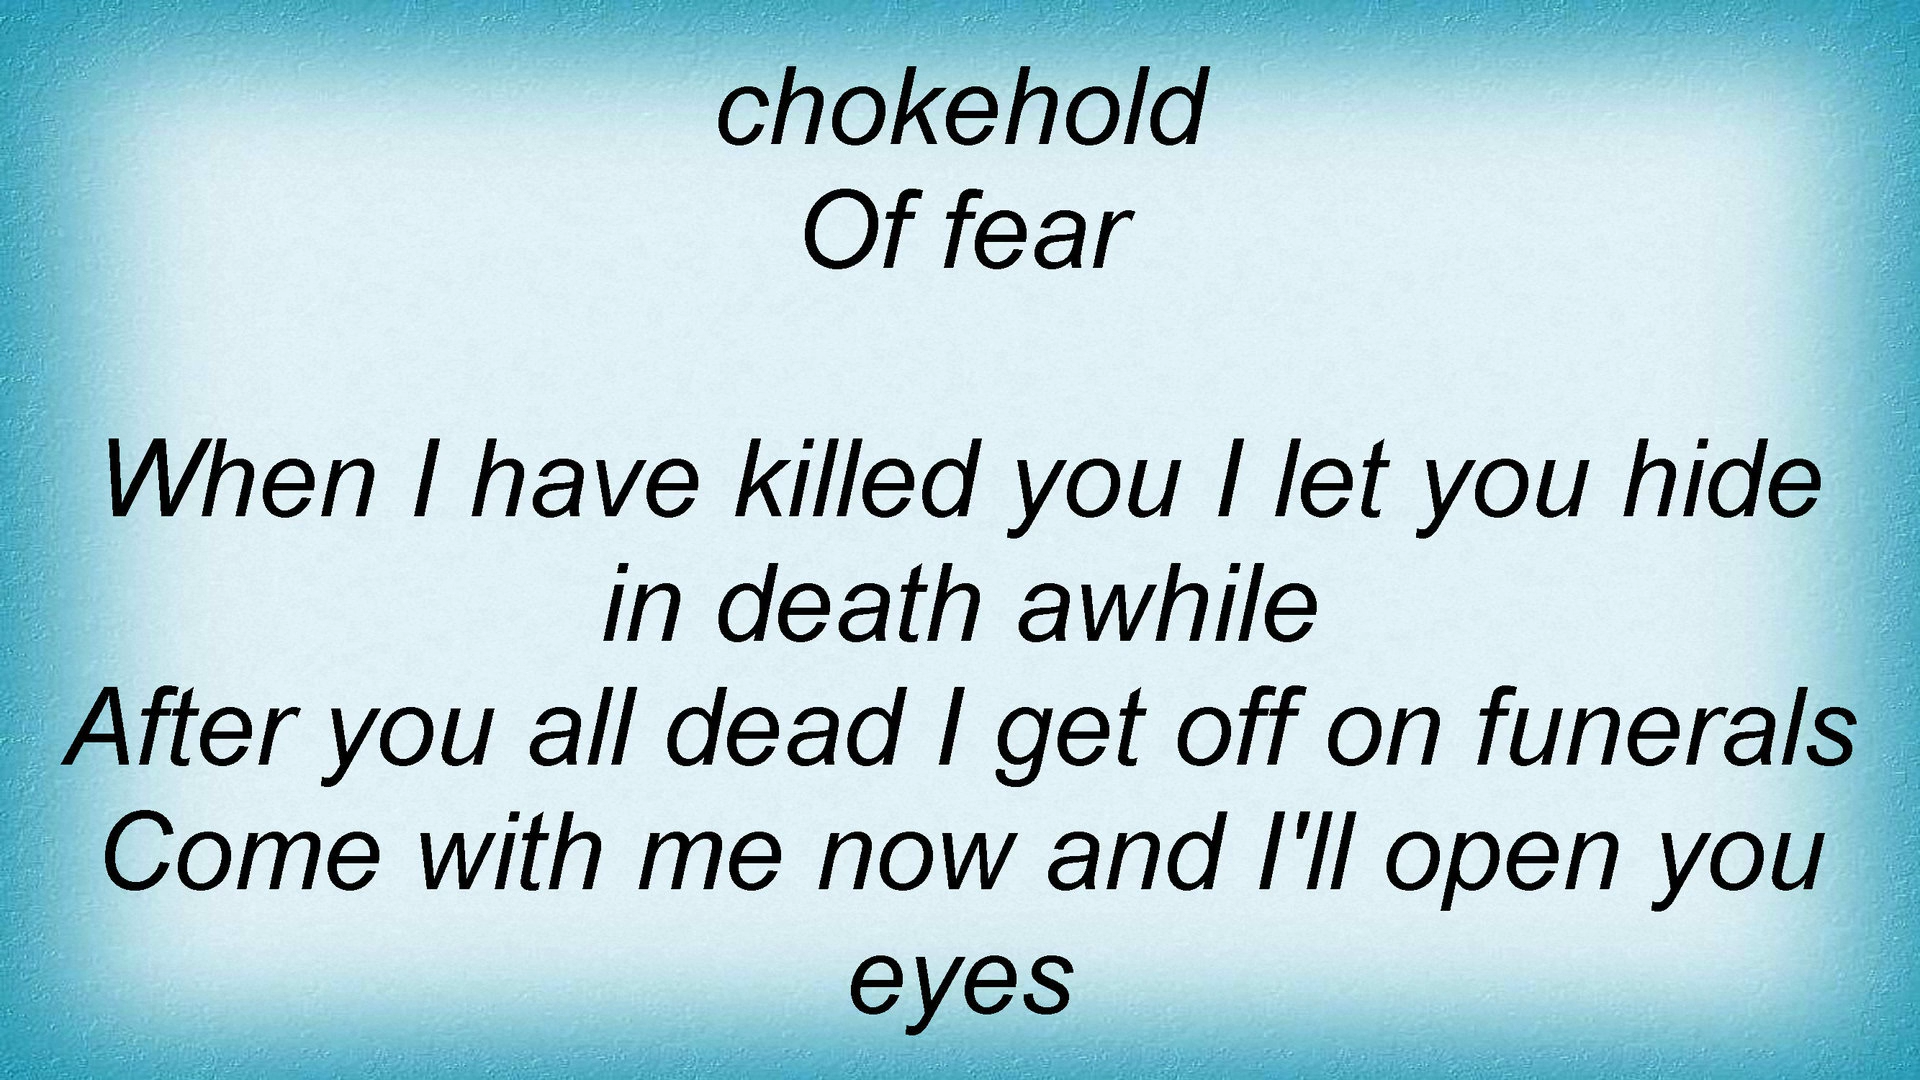 chokehold
Of fear
When I have killed you I let you hide
in death awhile
After you all dead I get off on funerals
Come with me now and I'll open you
eyes